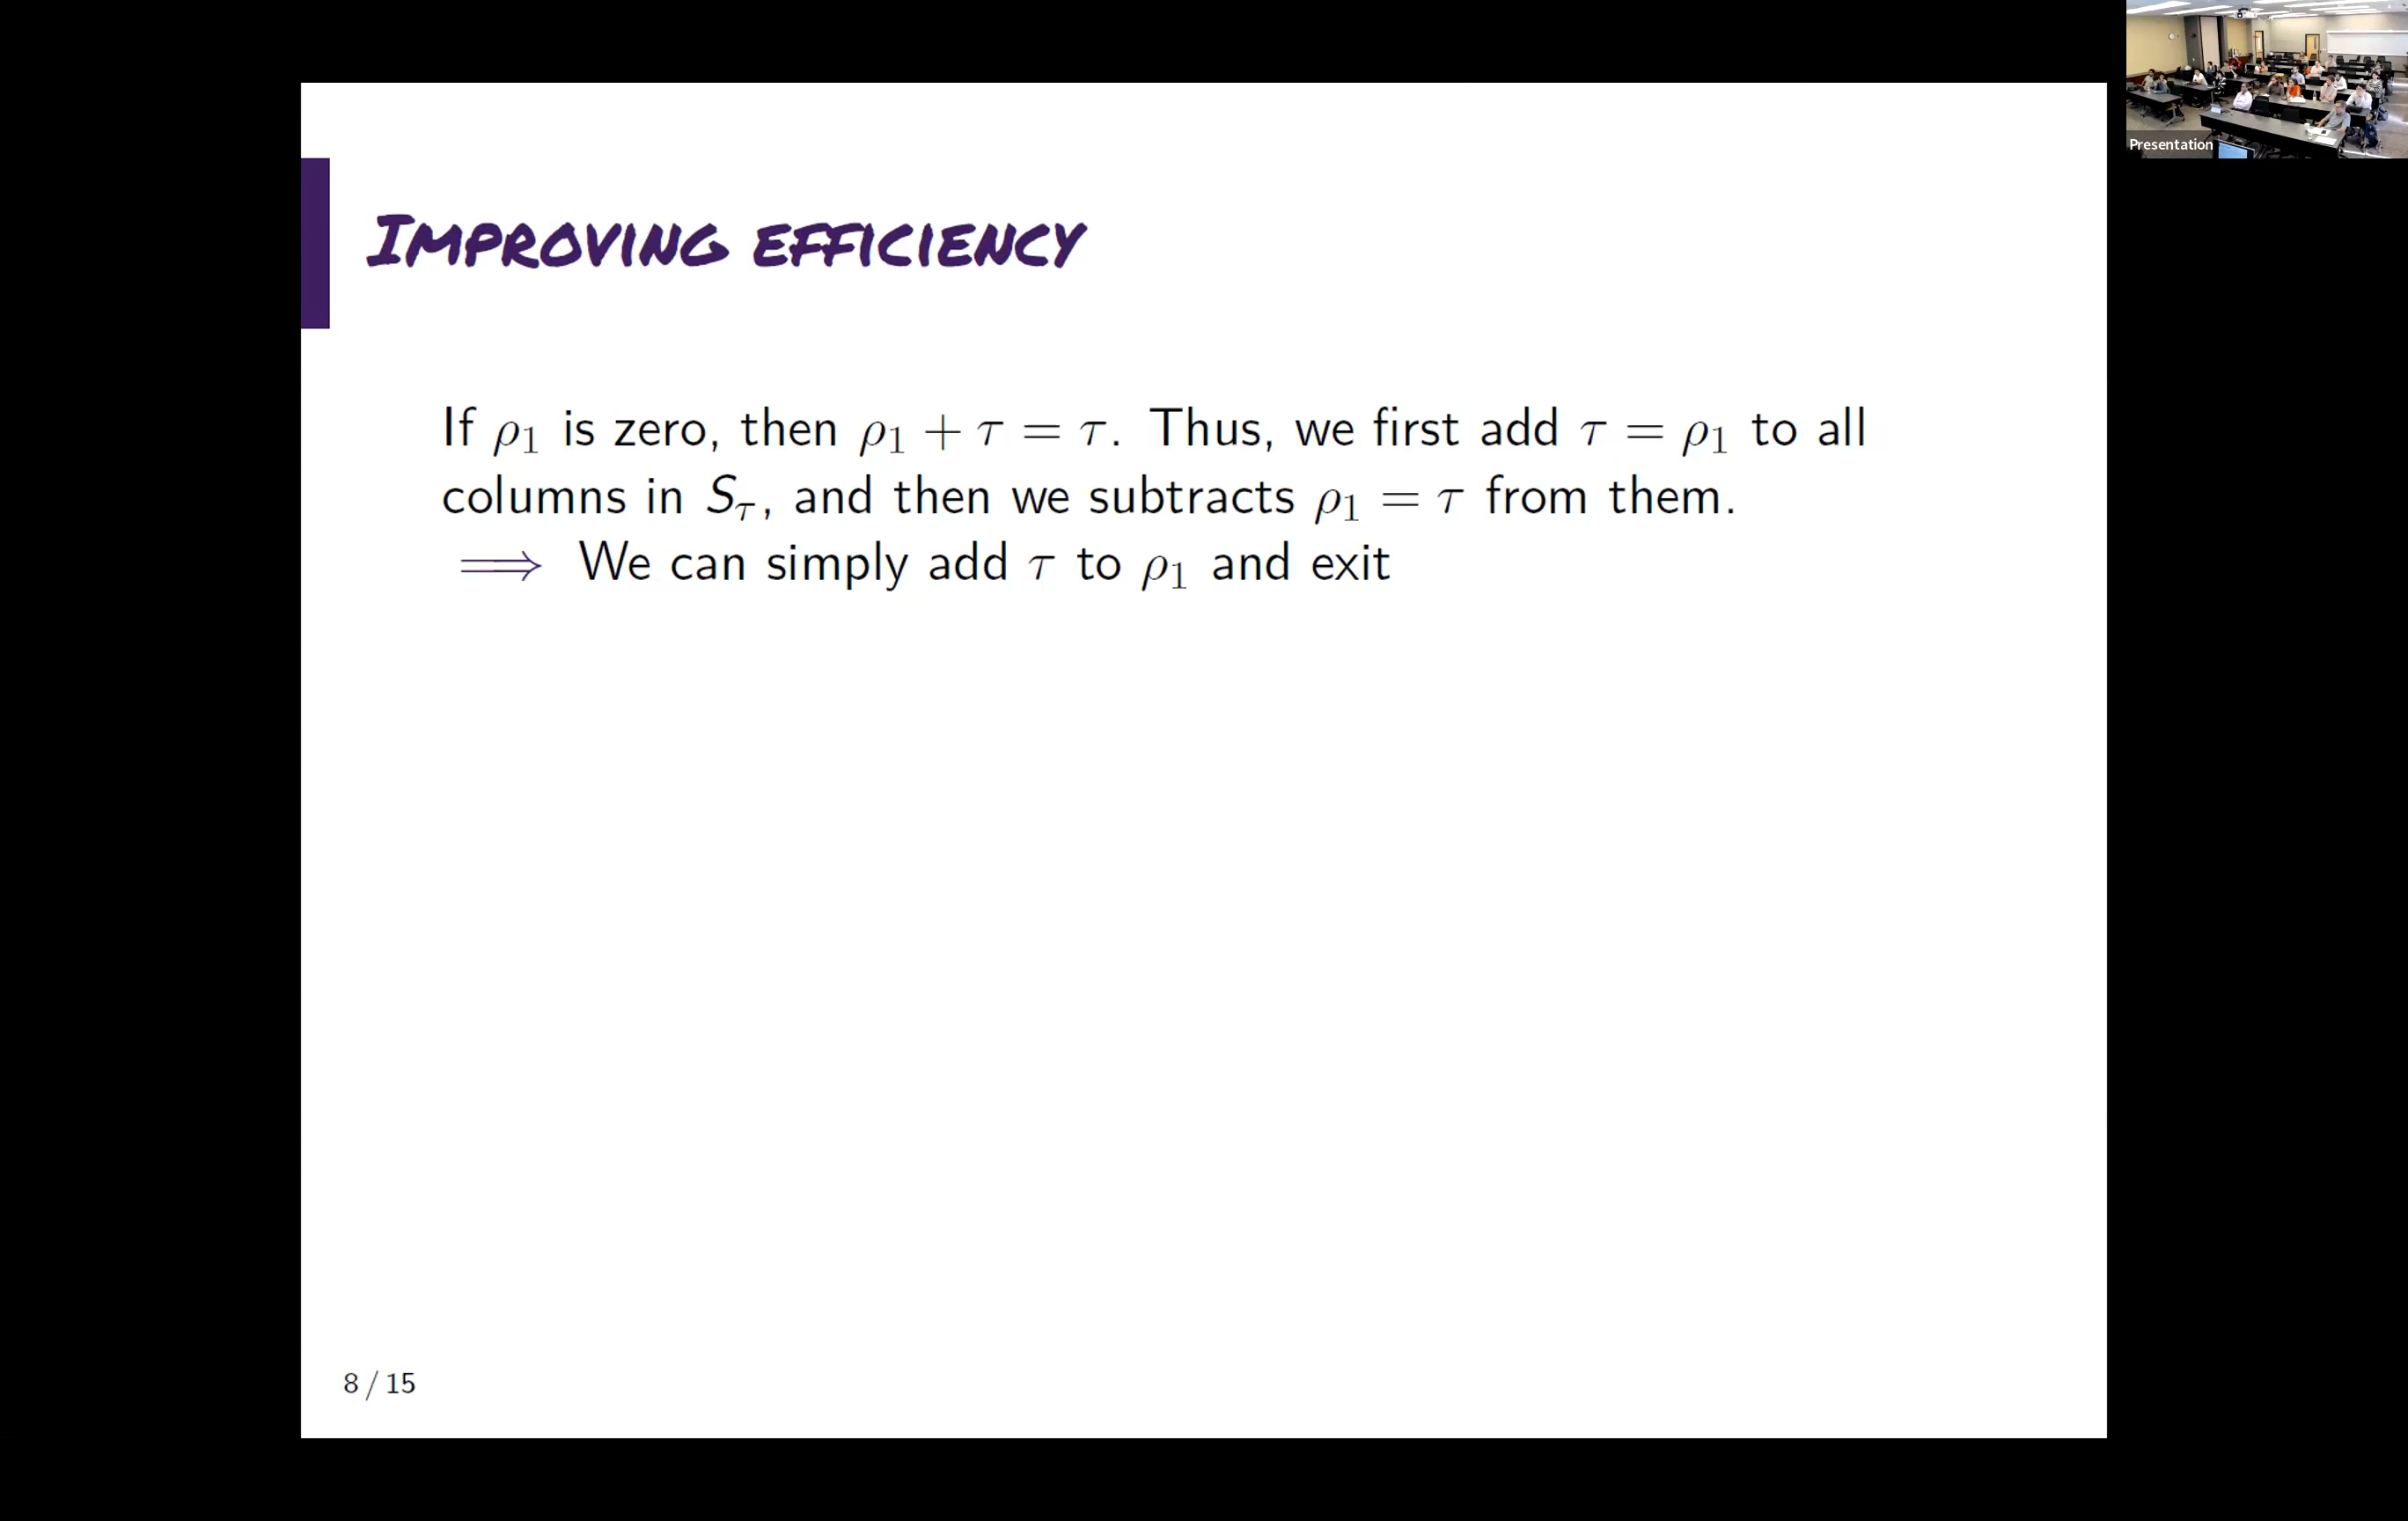 Presentation
IMPROVING EFFICIENCY
If ρ₁ is zero, then ρ₁ + τ = τ. Thus, we first add τ = ρ₁ to all
columns in S_τ, and then we subtracts ρ₁ = τ from them.
⟹ We can simply add τ to ρ₁ and exit
8 / 15